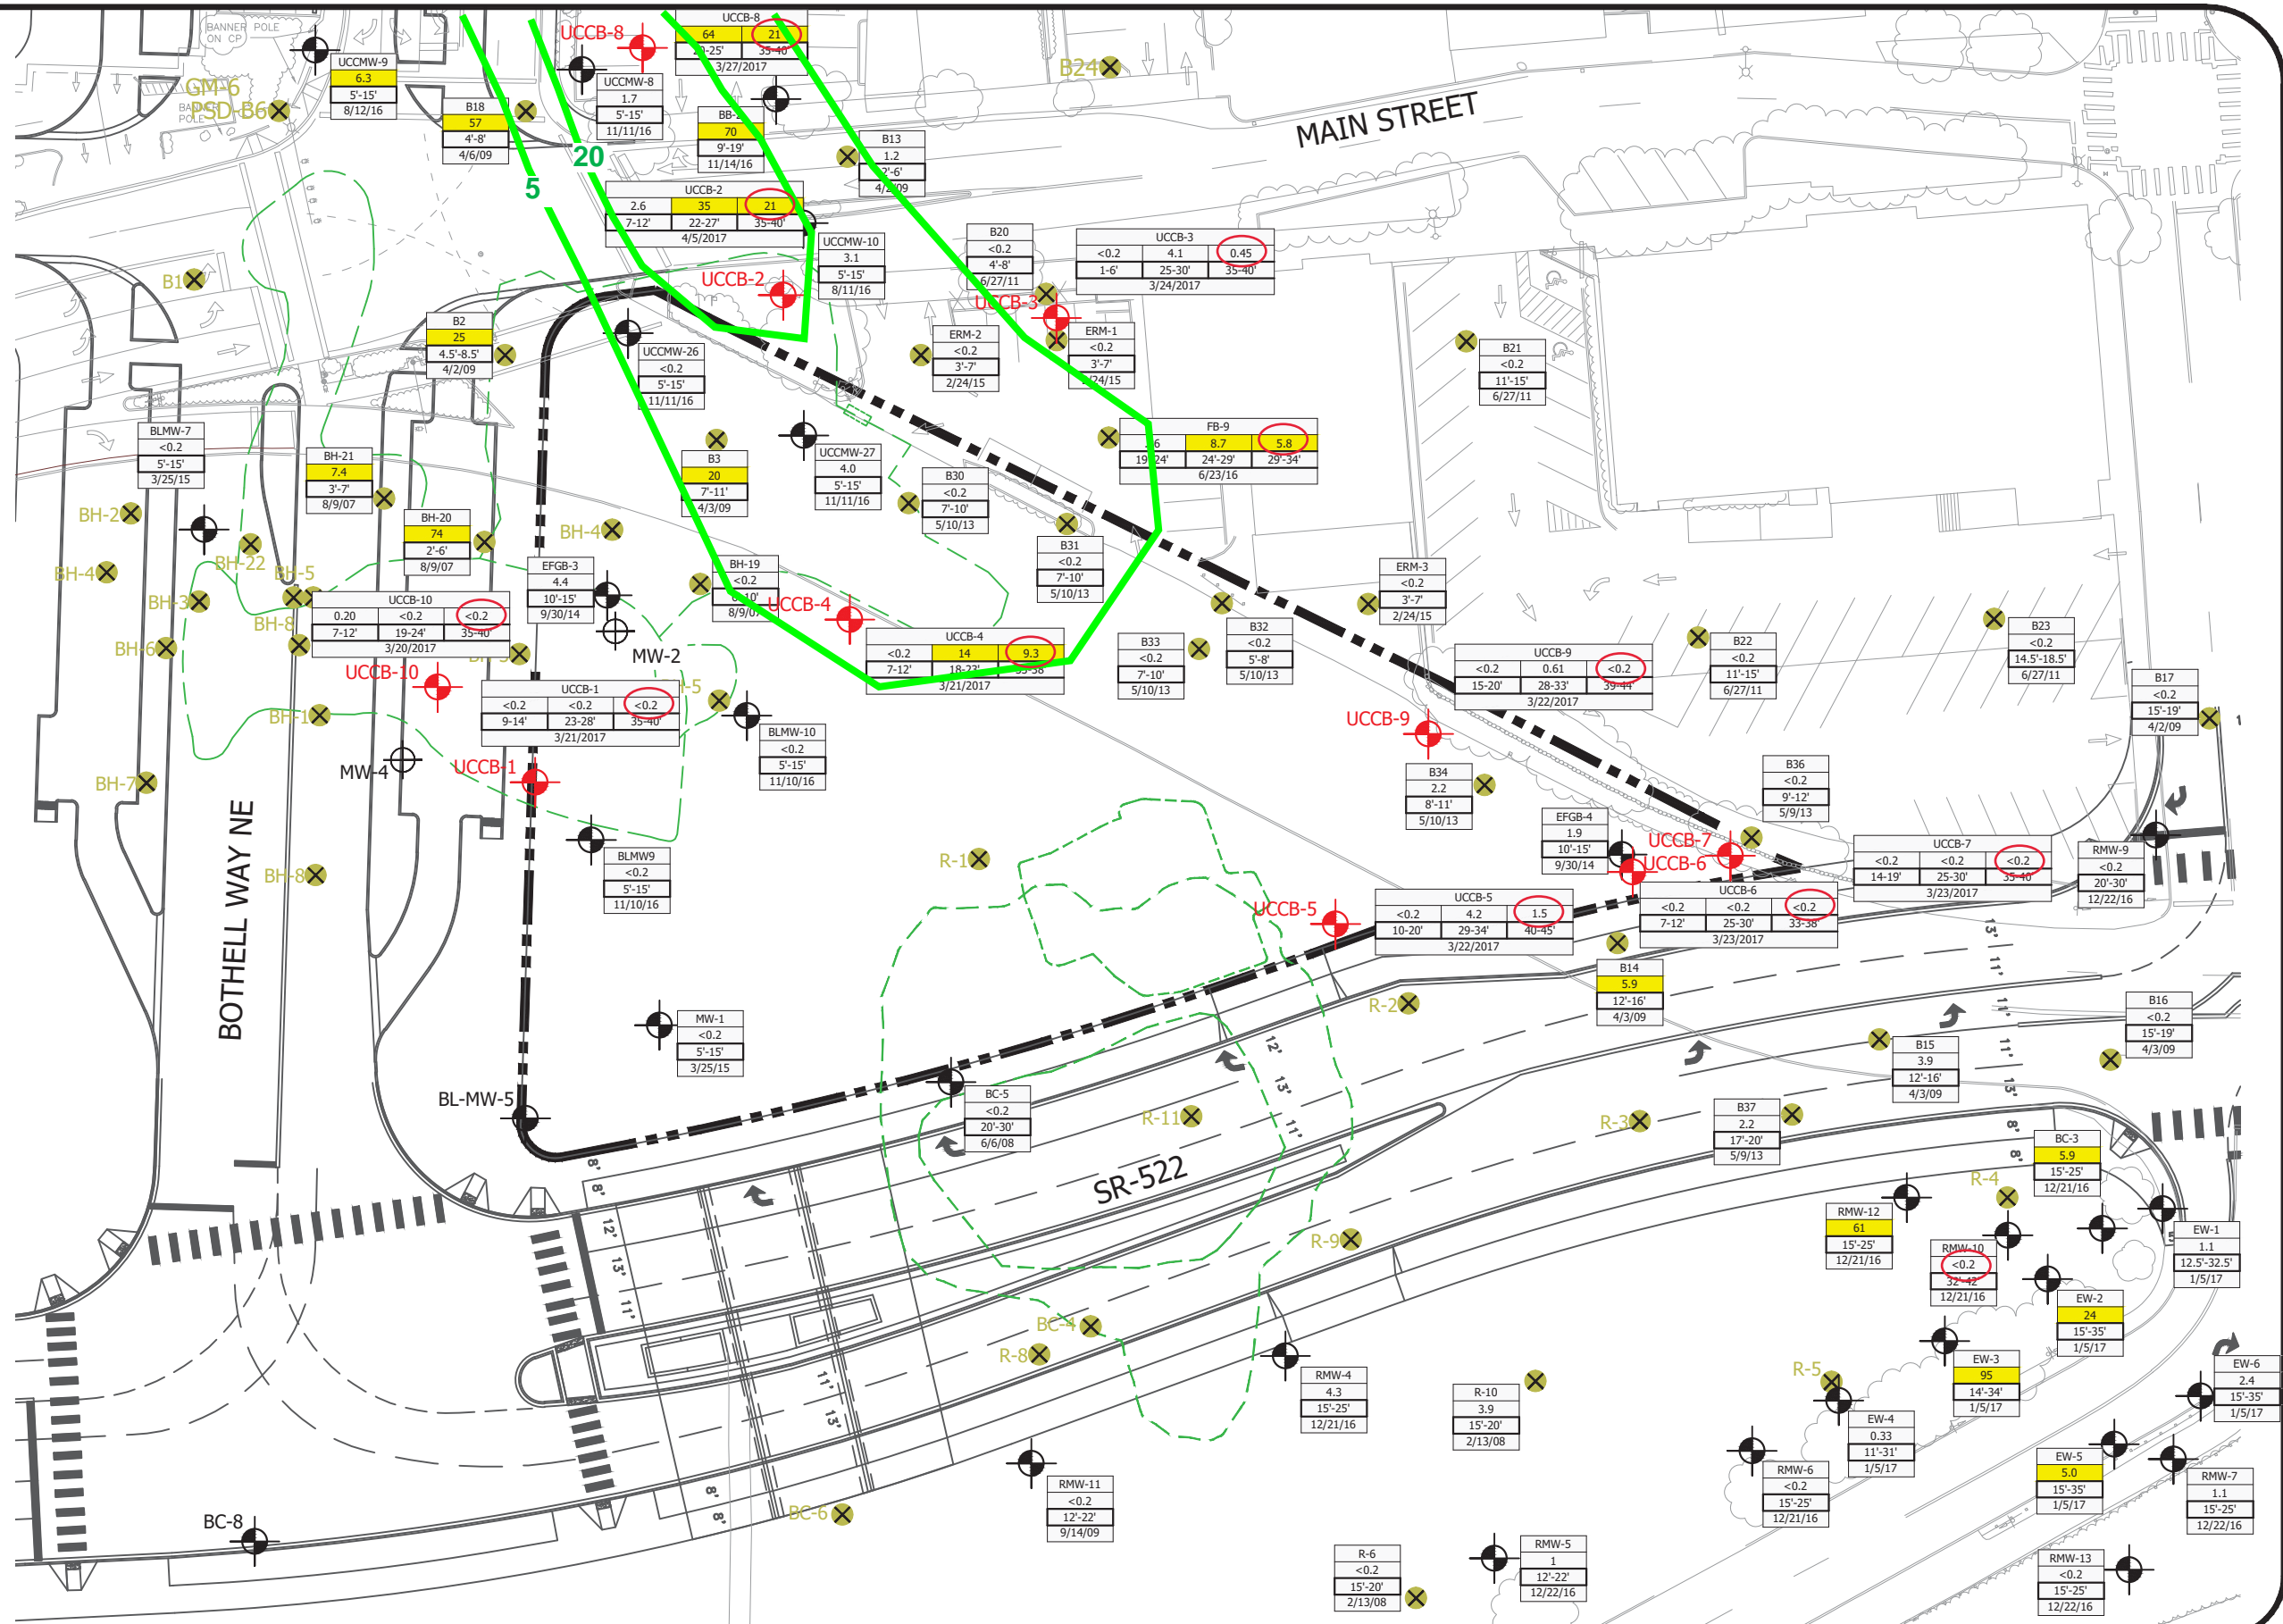 BANNER POLE
ON CP
GM-6
PSD-B6
BANNER
POLE
UCCMW-9
6.3
5'-15'
8/12/16
B18
57
4'-8'
4/6/09
UCCB-8
UCCMW-8
1.7
5'-15'
11/11/16
UCCB-8
64 21
20-25' 35-40'
3/27/2017
70
9'-19'
11/14/16
B24
MAIN STREET
B13
1.2
2'-6'
20
5
UCCB-2
2.6 35 21
7-12' 22-27' 35-40'
4/5/2017
UCCMW-10
3.1
5'-15'
8/11/16
B20
<0.2
4'-8'
6/27/11
UCCB-3
<0.2 4.1 0.45
1-6' 25-30' 35-40'
3/24/2017
B1
UCCB-2
UCCB-3
B2
25
4.5'-8.5'
4/2/09
UCCMW-26
<0.2
5'-15'
11/11/16
ERM-2
<0.2
3'-7'
2/24/15
ERM-1
<0.2
3'-7'
B21
<0.2
11'-15'
6/27/11
BLMW-7
<0.2
5'-15'
3/25/15
BH-21
7.4
3'-7'
8/9/07
B3
20
7'-11'
4/3/09
UCCMW-27
4.0
5'-15'
11/11/16
B30
<0.2
7'-10'
5/10/13
FB-9
8.7 5.8
24'-29' 29'-34'
6/23/16
BH-2
BH-20
74
2'-6'
8/9/07
BH-4
B31
<0.2
7'-10'
5/10/13
BH-22
BH-4
BH-5
BH-3
EFGB-3
4.4
10'-15'
9/30/14
BH-19
<0.2
UCCB-4
ERM-3
<0.2
3'-7'
2/24/15
BH-8
UCCB-10
0.20 <0.2 <0.2
7-12' 19-24' 35-40'
3/20/2017
BH-6
MW-2
UCCB-4
<0.2 14 9.3
7-12'
3/21/2017
B33
<0.2
7'-10'
5/10/13
B32
<0.2
5'-8'
5/10/13
UCCB-9
<0.2 0.61 <0.2
15-20' 28-33' 39-44'
3/22/2017
B22
<0.2
11'-15'
6/27/11
B23
<0.2
14.5'-18.5'
6/27/11
UCCB-10
UCCB-1
<0.2 <0.2 <0.2
9-14' 23-28' 35-40'
3/21/2017
B17
<0.2
15'-19'
4/2/09
BH-1
BLMW-10
<0.2
5'-15'
11/10/16
UCCB-9
MW-4
UCCB-1
BH-7
B34
2.2
8'-11'
5/10/13
B36
<0.2
9'-12'
5/9/13
BOTHELL WAY NE
BLMW9
<0.2
5'-15'
11/10/16
R-1
EFGB-4
1.9
10'-15'
9/30/14
UCCB-7
UCCB-6
UCCB-7
<0.2 <0.2 <0.2
14-19' 25-30' 35-40'
3/23/2017
RMW-9
<0.2
20'-30'
12/22/16
BH-8
UCCB-5
UCCB-5
<0.2 4.2 1.5
10-20' 29-34' 40-45'
3/22/2017
UCCB-6
<0.2 <0.2 <0.2
7-12' 25-30' 33-38'
3/23/2017
13'
11'
11'
11'
13'
8'
8'
B14
5.9
12'-16'
4/3/09
R-2
B16
<0.2
15'-19'
4/3/09
MW-1
<0.2
5'-15'
3/25/15
B15
3.9
12'-16'
4/3/09
12'
13'
11'
BL-MW-5
BC-5
<0.2
20'-30'
6/6/08
R-11
R-3
B37
2.2
17'-20'
5/9/13
SR-522
BC-3
5.9
15'-25'
12/21/16
R-4
8'
8'
12'
13'
11'
RMW-12
61
15'-25'
12/21/16
R-9
RMW-10
<0.2
32'-42'
12/21/16
EW-1
1.1
12.5'-32.5'
1/5/17
EW-2
24
15'-35'
1/5/17
BC-4
R-8
RMW-4
4.3
15'-25'
12/21/16
R-10
3.9
15'-20'
2/13/08
R-5
EW-3
95
14'-34'
1/5/17
EW-6
2.4
15'-35'
1/5/17
11'
13'
EW-4
0.33
11'-31'
1/5/17
8'
8'
RMW-11
<0.2
12'-22'
9/14/09
RMW-6
<0.2
15'-25'
12/21/16
EW-5
5.0
15'-35'
1/5/17
RMW-7
1.1
15'-25'
12/22/16
BC-8
BC-6
R-6
<0.2
15'-20'
2/13/08
RMW-5
1
12'-22'
12/22/16
RMW-13
<0.2
15'-25'
12/22/16